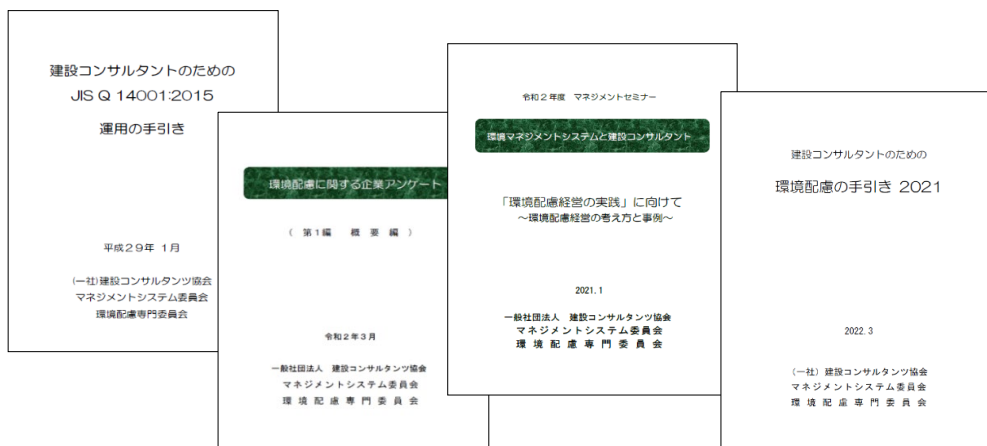 建設コンサルタントのための
JIS Q 14001:2015
運用の手引き
平成29年 1月
(一社)建設コンサルタンツ協会
マネジメントシステム委員会
環境配慮専門委員会
環境配慮に関する企業アンケート
( 第1編 概 要 編 )
令和2年3月
一般社団法人 建設コンサルタンツ協会
マネジメントシステム委員会
環 境 配 慮 専 門 委 員 会
令和2年度 マネジメントセミナー
環境マネジメントシステムと建設コンサルタント
「環境配慮経営の実践」に向けて
~環境配慮経営の考え方と事例~
2021.1
一般社団法人 建設コンサルタンツ協会
マネジメントシステム委員会
環 境 配 慮 専 門 委 員 会
建設コンサルタントのための
環境配慮の手引き 2021
2022.3
(一社)建設コンサルタンツ協会
マネジメントシステム委員会
環 境 配 慮 専 門 委 員 会